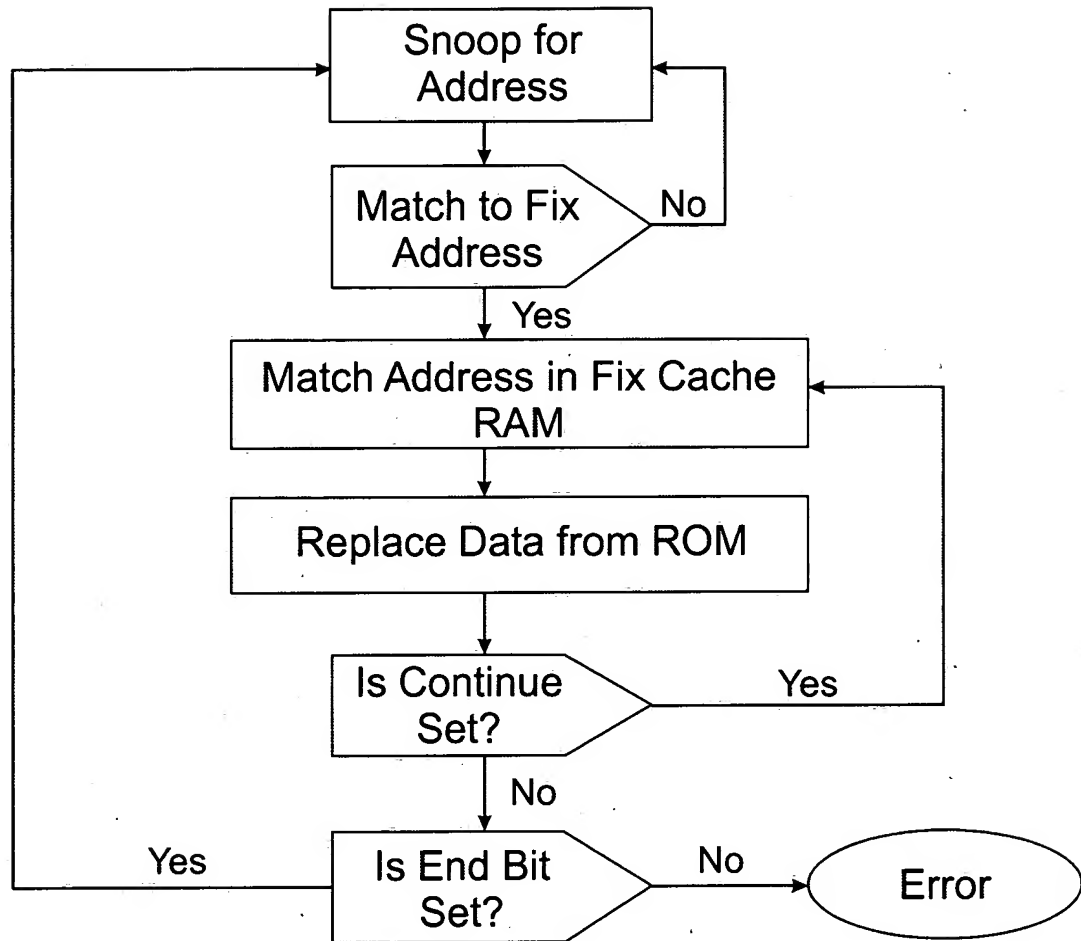 Snoop for
Address
Match to Fix
Address
No
Yes
Match Address in Fix Cache
RAM
Replace Data from ROM
Is Continue
Set?
Yes
No
Is End Bit
Set?
Yes
No
Error